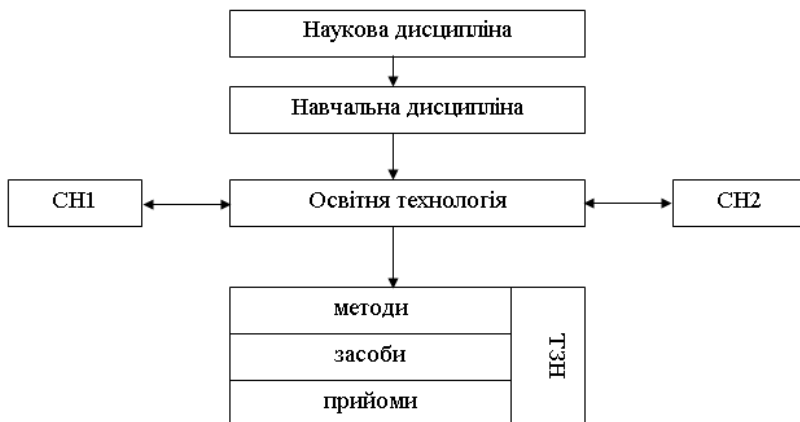 Наукова дисципліна
Навчальна дисципліна
СН1
Освітня технологія
СН2
методи
засоби
прийоми
ТЗН